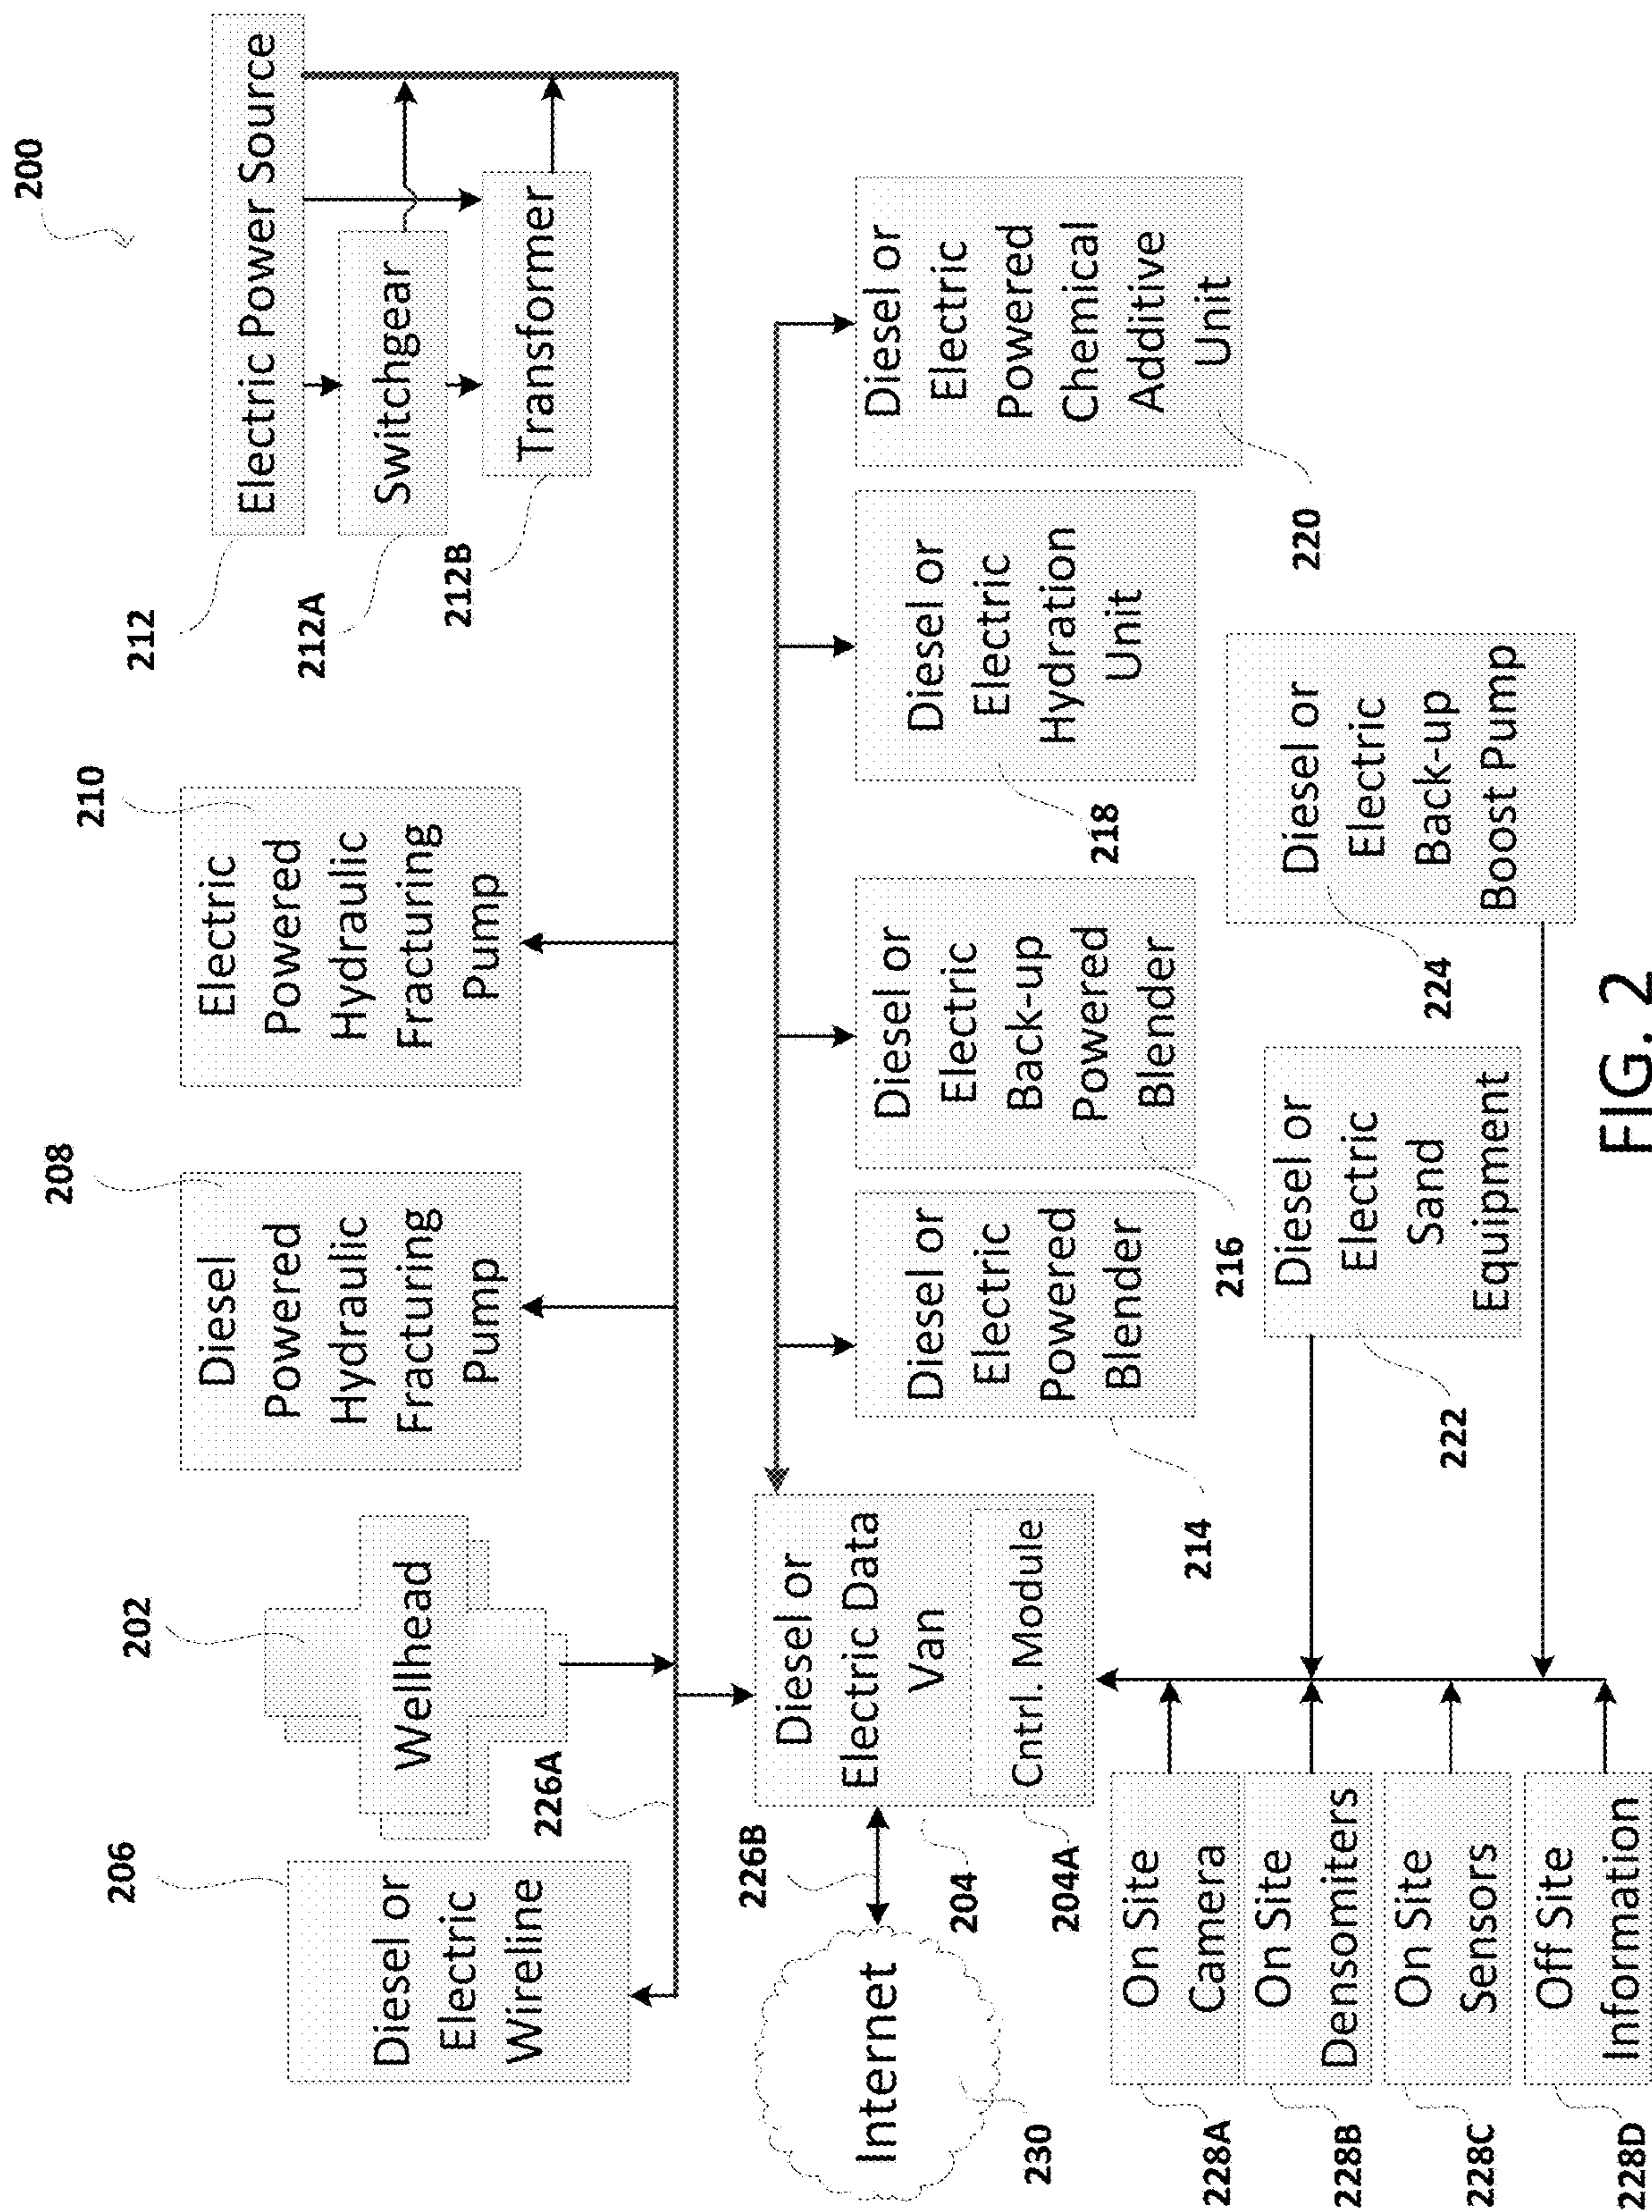 200
206
Diesel or
Electric
Wireline
202
Wellhead
226A
208
Diesel
Powered
Hydraulic
Fracturing
Pump
210
Electric
Powered
Hydraulic
Fracturing
Pump
212
Electric Power Source
212A
Switchgear
212B
Transformer
Internet
230
226B
Diesel or
Electric Data
Van
Cntrl. Module
204
204A
Diesel or
Electric
Powered
Blender
214
Diesel or
Electric
Back-up
Powered
Blender
216
Diesel or
Electric
Hydration
Unit
218
Diesel or
Electric
Powered
Chemical
Additive
Unit
220
On Site
Camera
228A
On Site
Densomiters
228B
On Site
Sensors
228C
Off Site
Information
228D
Diesel or
Electric
Sand
Equipment
222
Diesel or
Electric
Back-up
Boost Pump
224
FIG. 2